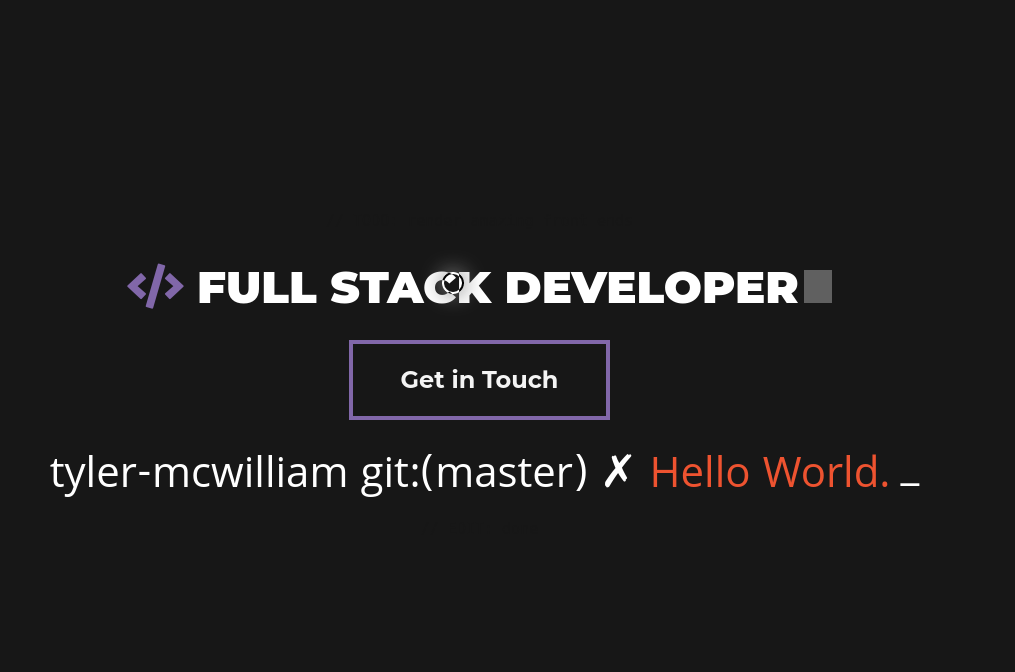 </> FULL STACK DEVELOPER
Get in Touch
tyler-mcwilliam git:(master) ✗ Hello World. _